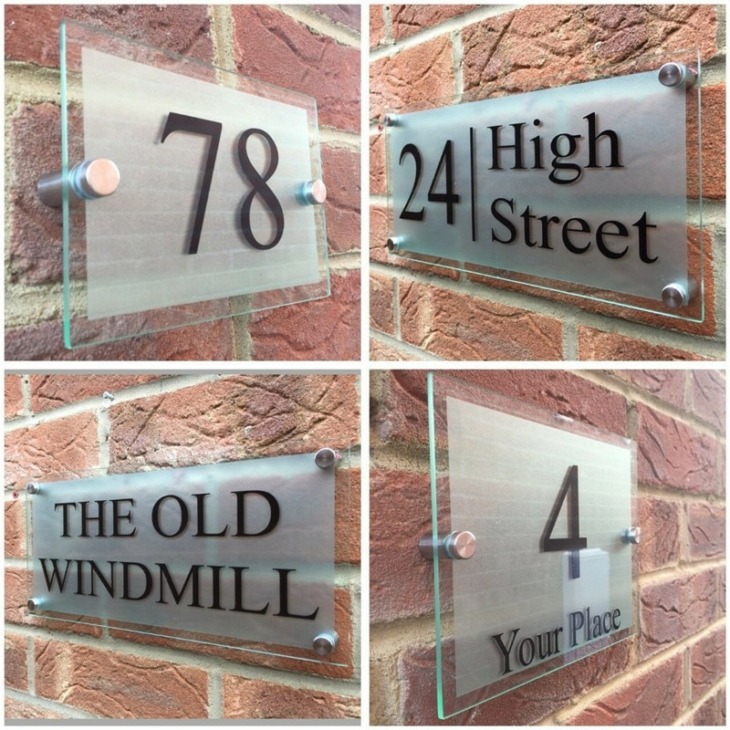 78
24 | High
Street
THE OLD
WINDMILL
4
Your Place